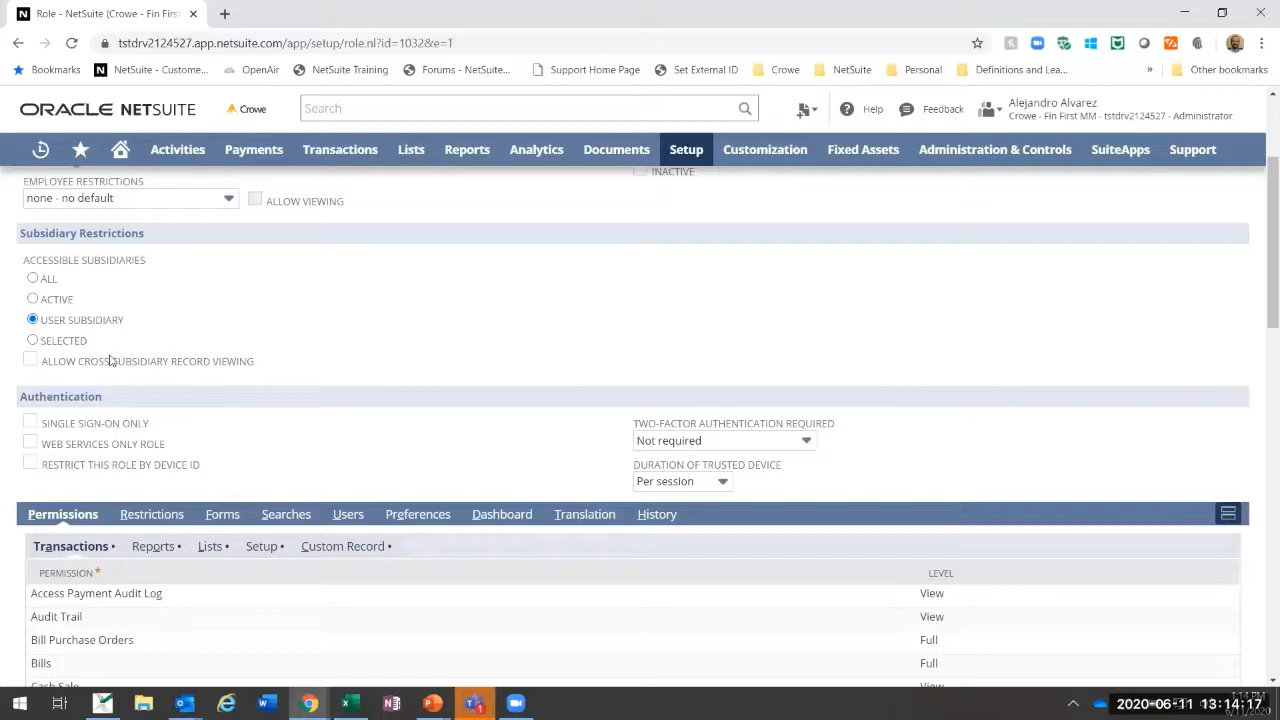 Role - NetSuite (Crowe - Fin First
tstdrv2124527.app.netsuite.com/app/setup/role.nl?id=1032&e=T
Bookmarks NetSuite - Custome... OpenAir NetSuite Training Forums - NetSuite... Support Home Page Set External ID Crowe NetSuite Personal Definitions and Lea... » Other bookmarks
ORACLE NETSUITE Crowe Search Help Feedback
Alejandro Alvarez
Crowe - Fin First MM - tstdrv2124527 - Administrator
Activities Payments Transactions Lists Reports Analytics Documents Setup Customization Fixed Assets Administration & Controls SuiteApps Support
INACTIVE
EMPLOYEE RESTRICTIONS
none - no default ALLOW VIEWING
Subsidiary Restrictions
ACCESSIBLE SUBSIDIARIES
ALL
ACTIVE
USER SUBSIDIARY
SELECTED
ALLOW CROSS-SUBSIDIARY RECORD VIEWING
Authentication
SINGLE SIGN-ON ONLY
WEB SERVICES ONLY ROLE
RESTRICT THIS ROLE BY DEVICE ID
TWO-FACTOR AUTHENTICATION REQUIRED
Not required
DURATION OF TRUSTED DEVICE
Per session
Permissions Restrictions Forms Searches Users Preferences Dashboard Translation History
Transactions • Reports • Lists • Setup • Custom Record •
PERMISSION * LEVEL
Access Payment Audit Log View
Audit Trail View
Bill Purchase Orders Full
Bills Full
Cash Sale View
1:14 PM
2020-06-11 13:14:17
6/11/2020